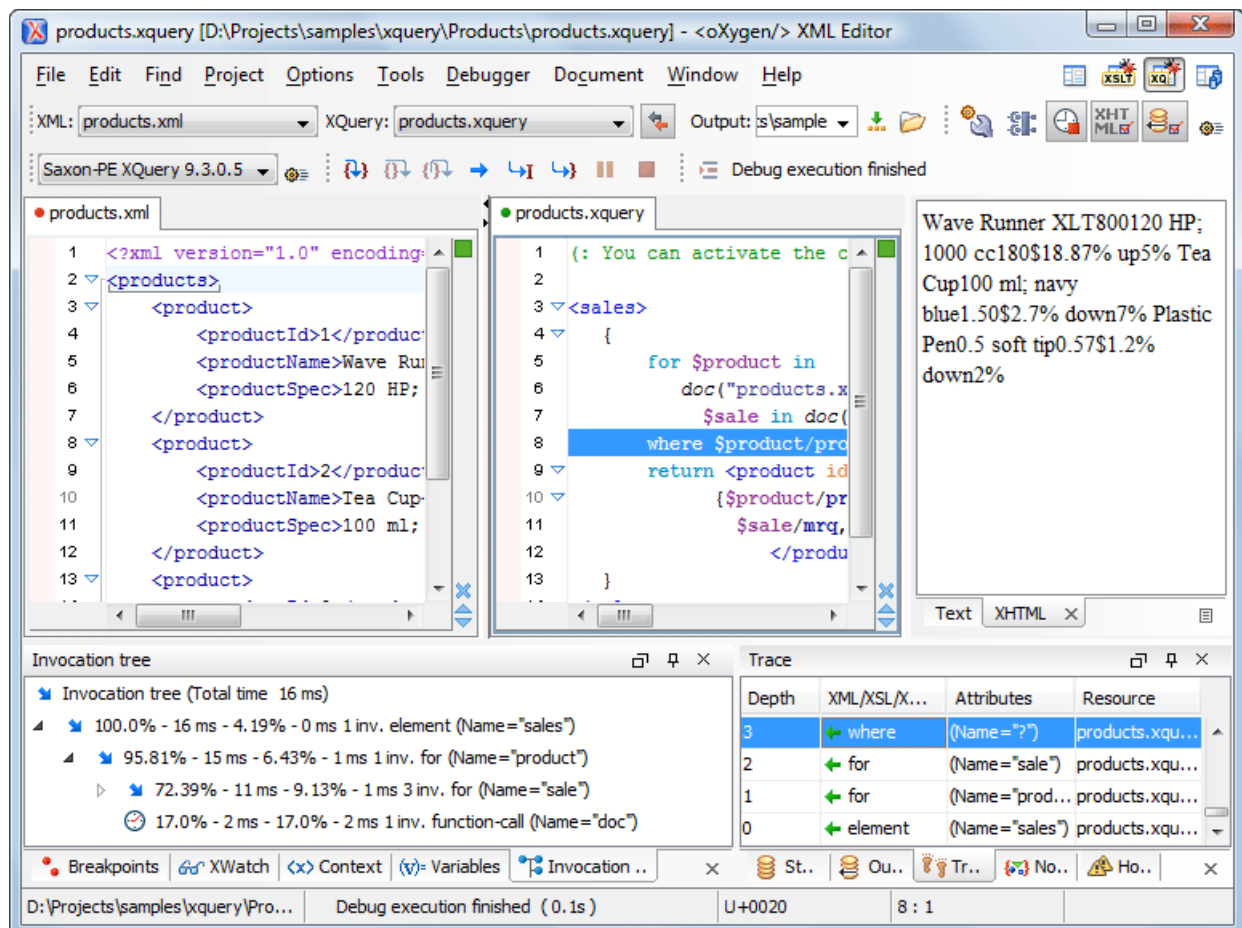 products.xquery [D:\Projects\samples\xquery\Products\products.xquery] - <oXygen/> XML Editor
File Edit Find Project Options Tools Debugger Document Window Help
XML: products.xml XQuery: products.xquery Output: s\sample
Saxon-PE XQuery 9.3.0.5 Debug execution finished
products.xml
1 <?xml version="1.0" encoding=
2 <products>
3 <product>
4 <productId>1</produc
5 <productName>Wave Ru
6 <productSpec>120 HP;
7 </product>
8 <product>
9 <productId>2</produc
10 <productName>Tea Cup
11 <productSpec>100 ml;
12 </product>
13 <product>
products.xquery
1 (: You can activate the c
2
3 <sales>
4 {
5 for $product in
6 doc("products.x
7 $sale in doc(
8 where $product/pro
9 return <product id
10 {$product/pr
11 $sale/mrq,
12 </produ
13 }
Wave Runner XLT800120 HP;
1000 cc180$18.87% up5% Tea
Cup100 ml; navy
blue1.50$2.7% down7% Plastic
Pen0.5 soft tip0.57$1.2%
down2%
Text XHTML
Invocation tree
Invocation tree (Total time 16 ms)
100.0% - 16 ms - 4.19% - 0 ms 1 inv. element (Name="sales")
95.81% - 15 ms - 6.43% - 1 ms 1 inv. for (Name="product")
72.39% - 11 ms - 9.13% - 1 ms 3 inv. for (Name="sale")
17.0% - 2 ms - 17.0% - 2 ms 1 inv. function-call (Name="doc")
Breakpoints XWatch Context Variables Invocation ..
Trace
Depth XML/XSL/X... Attributes Resource
3 where (Name="?") products.xqu...
2 for (Name="sale") products.xqu...
1 for (Name="prod... products.xqu...
0 element (Name="sales") products.xqu...
St.. Ou.. Tr.. No.. Ho..
D:\Projects\samples\xquery\Pro... Debug execution finished (0.1s) U+0020 8 : 1